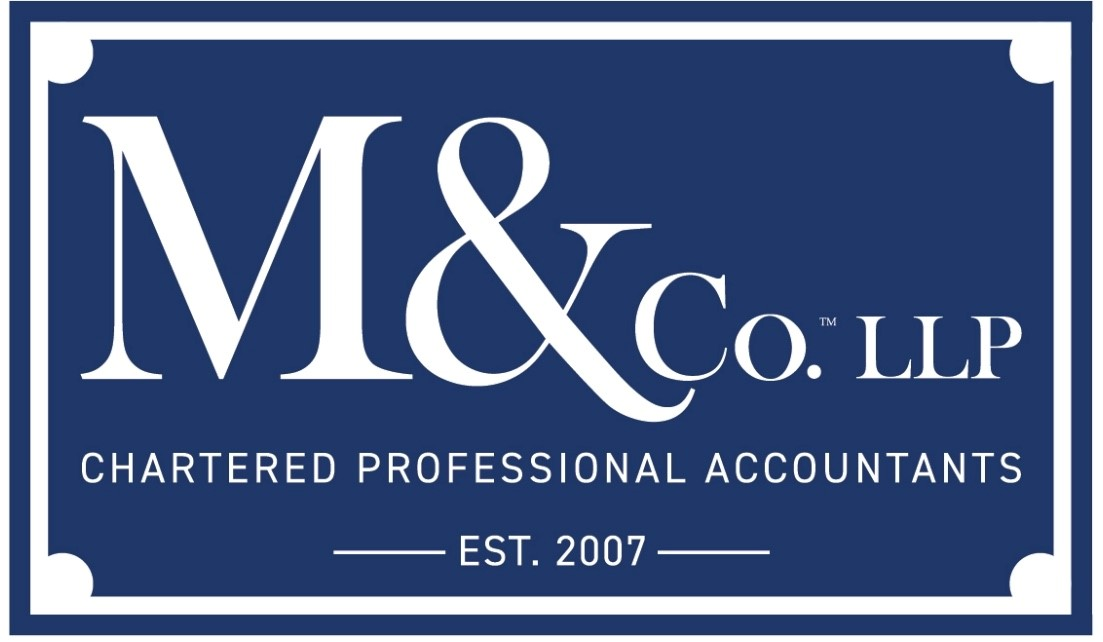 M&Co.™ LLP
CHARTERED PROFESSIONAL ACCOUNTANTS
EST. 2007